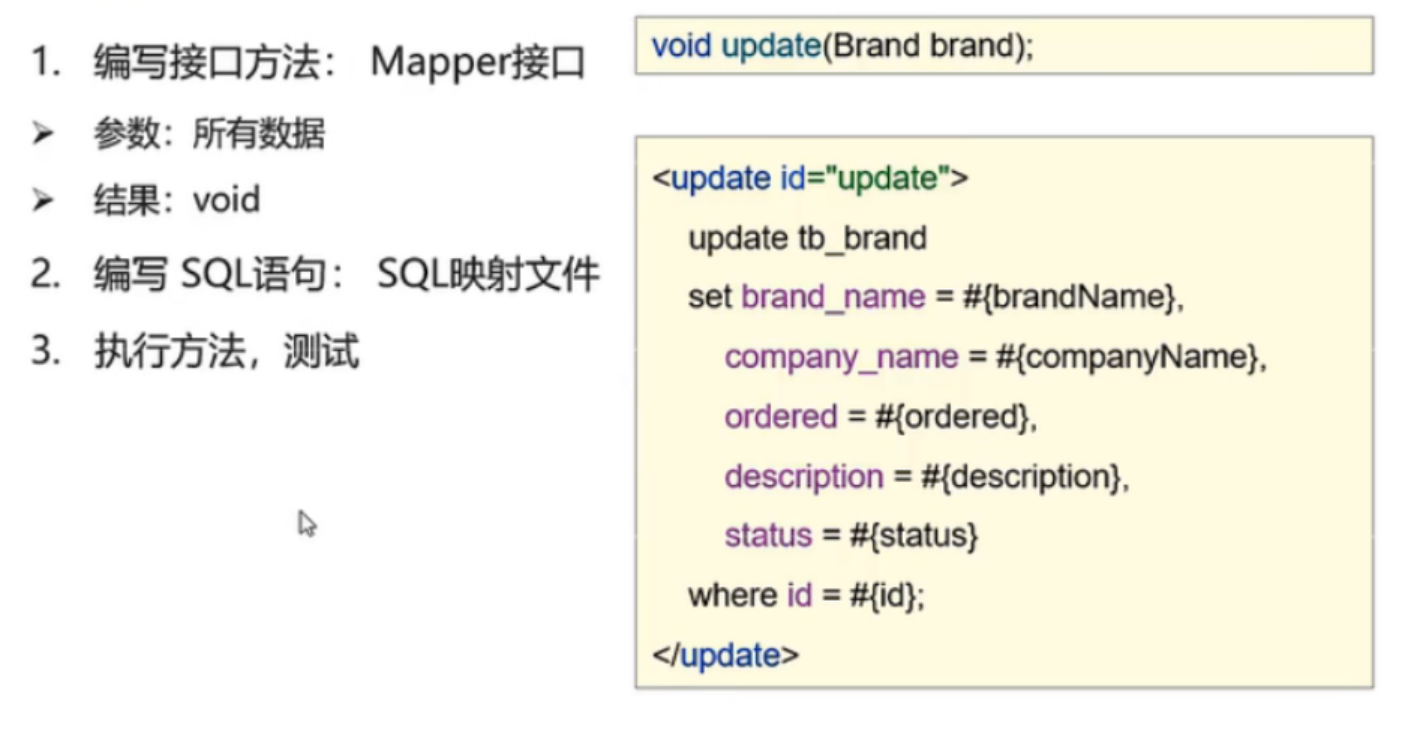 1. 编写接口方法： Mapper接口
➢ 参数：所有数据
➢ 结果：void
2. 编写 SQL语句： SQL映射文件
3. 执行方法，测试
void update(Brand brand);
<update id="update">
update tb_brand
set brand_name = #{brandName},
company_name = #{companyName},
ordered = #{ordered},
description = #{description},
status = #{status}
where id = #{id};
</update>